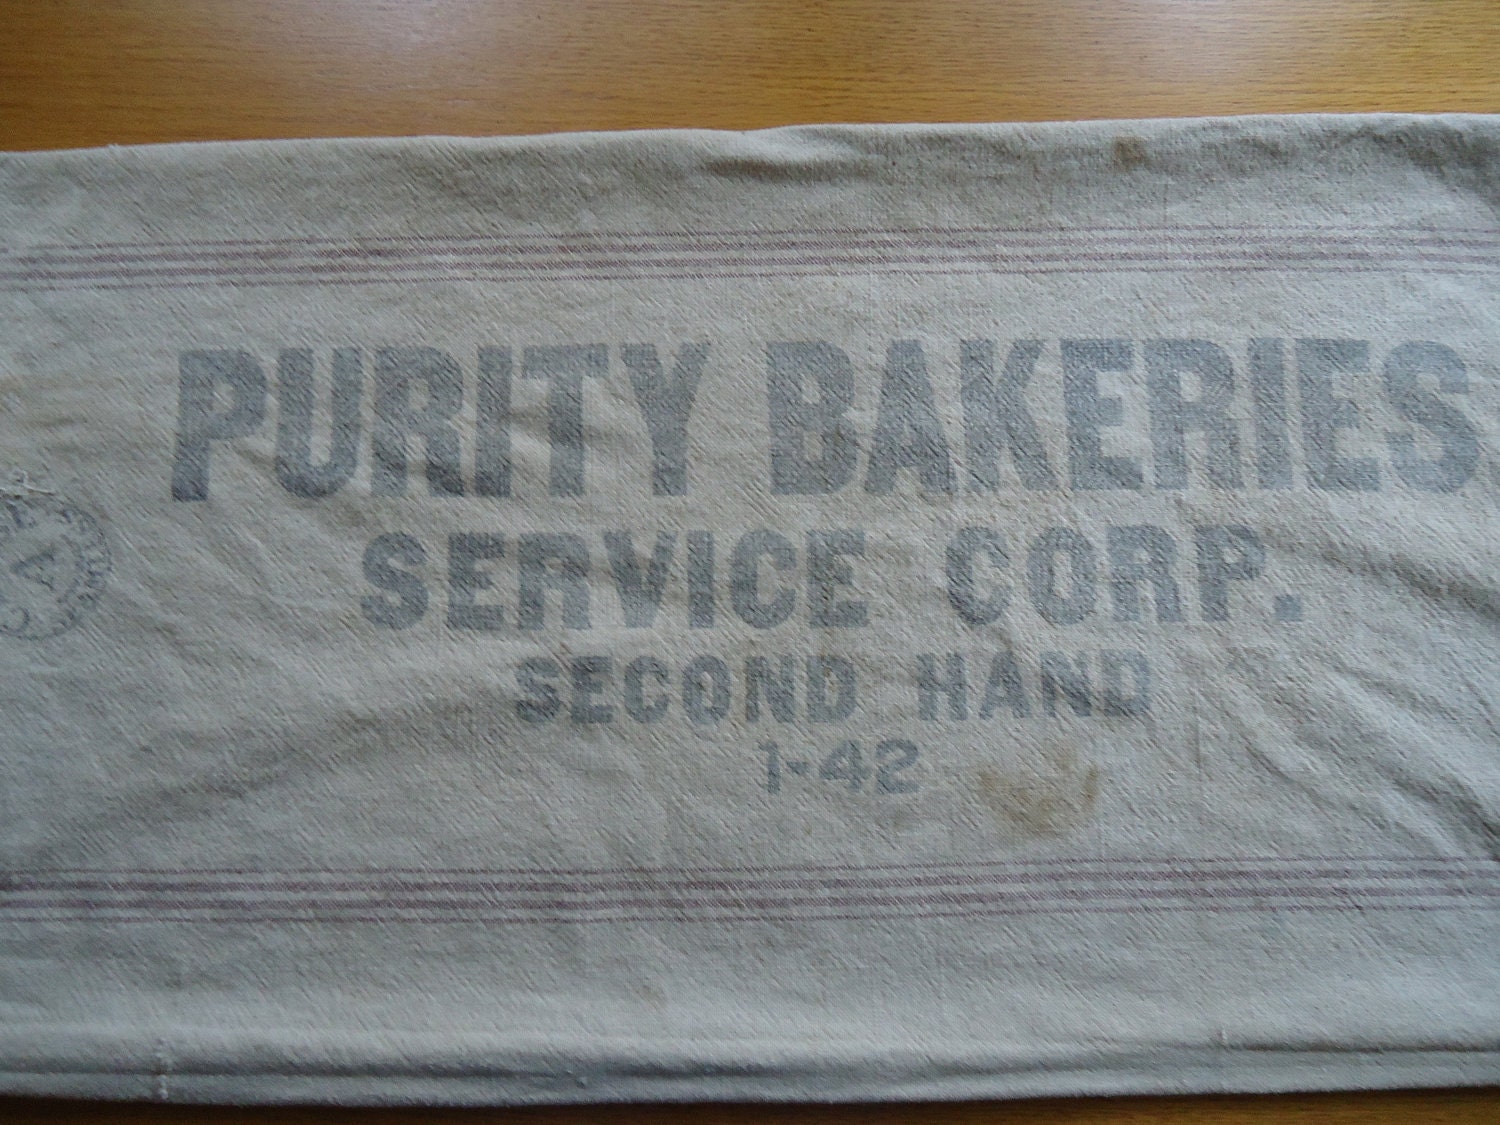 PURITY BAKERIES
SERVICE CORP.
SECOND HAND
1-42
A